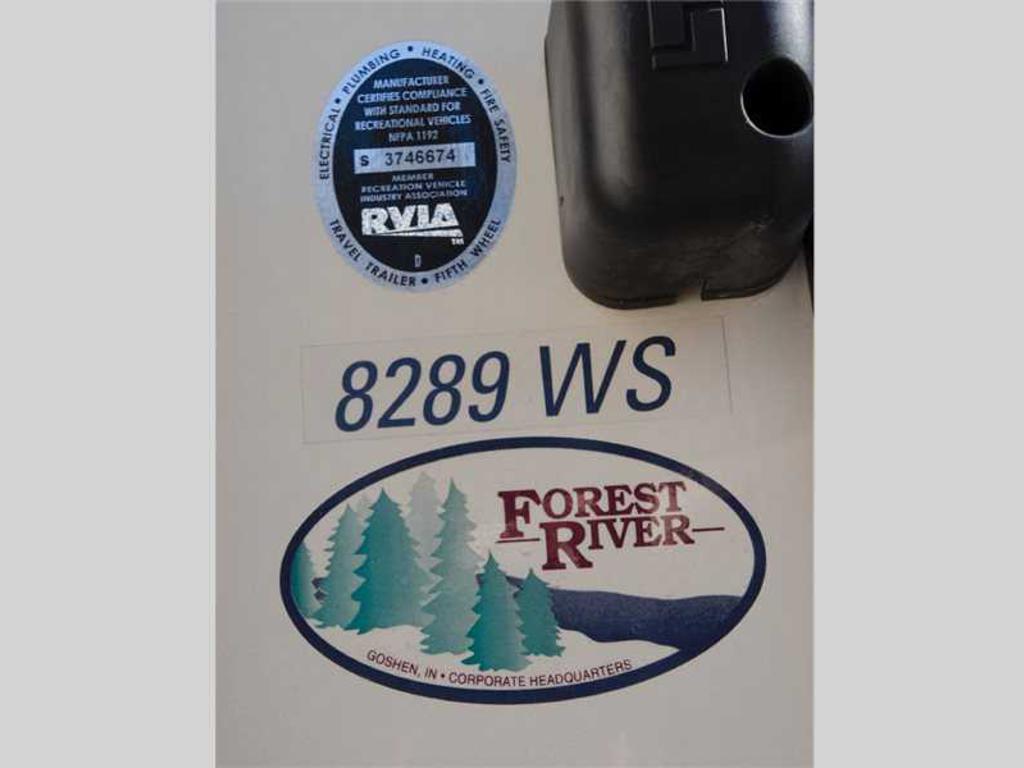 ELECTRICAL • PLUMBING • HEATING • FIRE SAFETY
MANUFACTURER
CERTIFIES COMPLIANCE
WITH STANDARD FOR
RECREATIONAL VEHICLES
NFPA 1192
S 3746674
MEMBER
RECREATION VEHICLE
INDUSTRY ASSOCIATION
RVIA
TM
D
TRAVEL TRAILER • FIFTH WHEEL
8289 WS
FOREST
RIVER
GOSHEN, IN • CORPORATE HEADQUARTERS